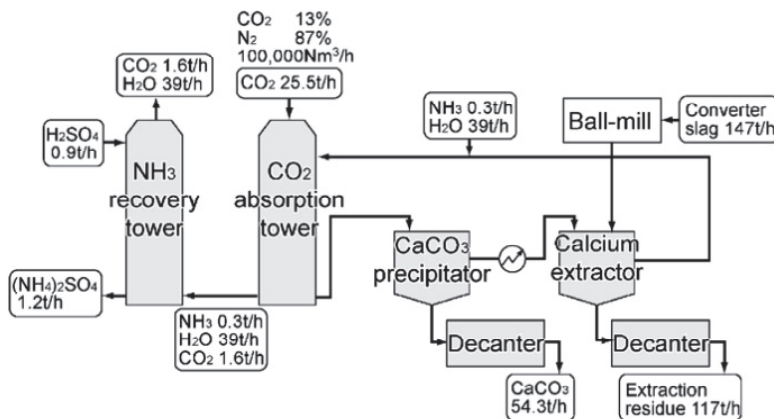 CO₂ 13%
N₂ 87%
100,000Nm³/h
CO₂ 1.6t/h
H₂O 39t/h
CO₂ 25.5t/h
NH₃ 0.3t/h
H₂O 39t/h
Ball-mill
Converter
slag 147t/h
H₂SO₄
0.9t/h
NH₃
recovery
tower
CO₂
absorption
tower
CaCO₃
precipitator
Calcium
extractor
(NH₄)₂SO₄
1.2t/h
NH₃ 0.3t/h
H₂O 39t/h
CO₂ 1.6t/h
Decanter
Decanter
CaCO₃
54.3t/h
Extraction
residue 117t/h